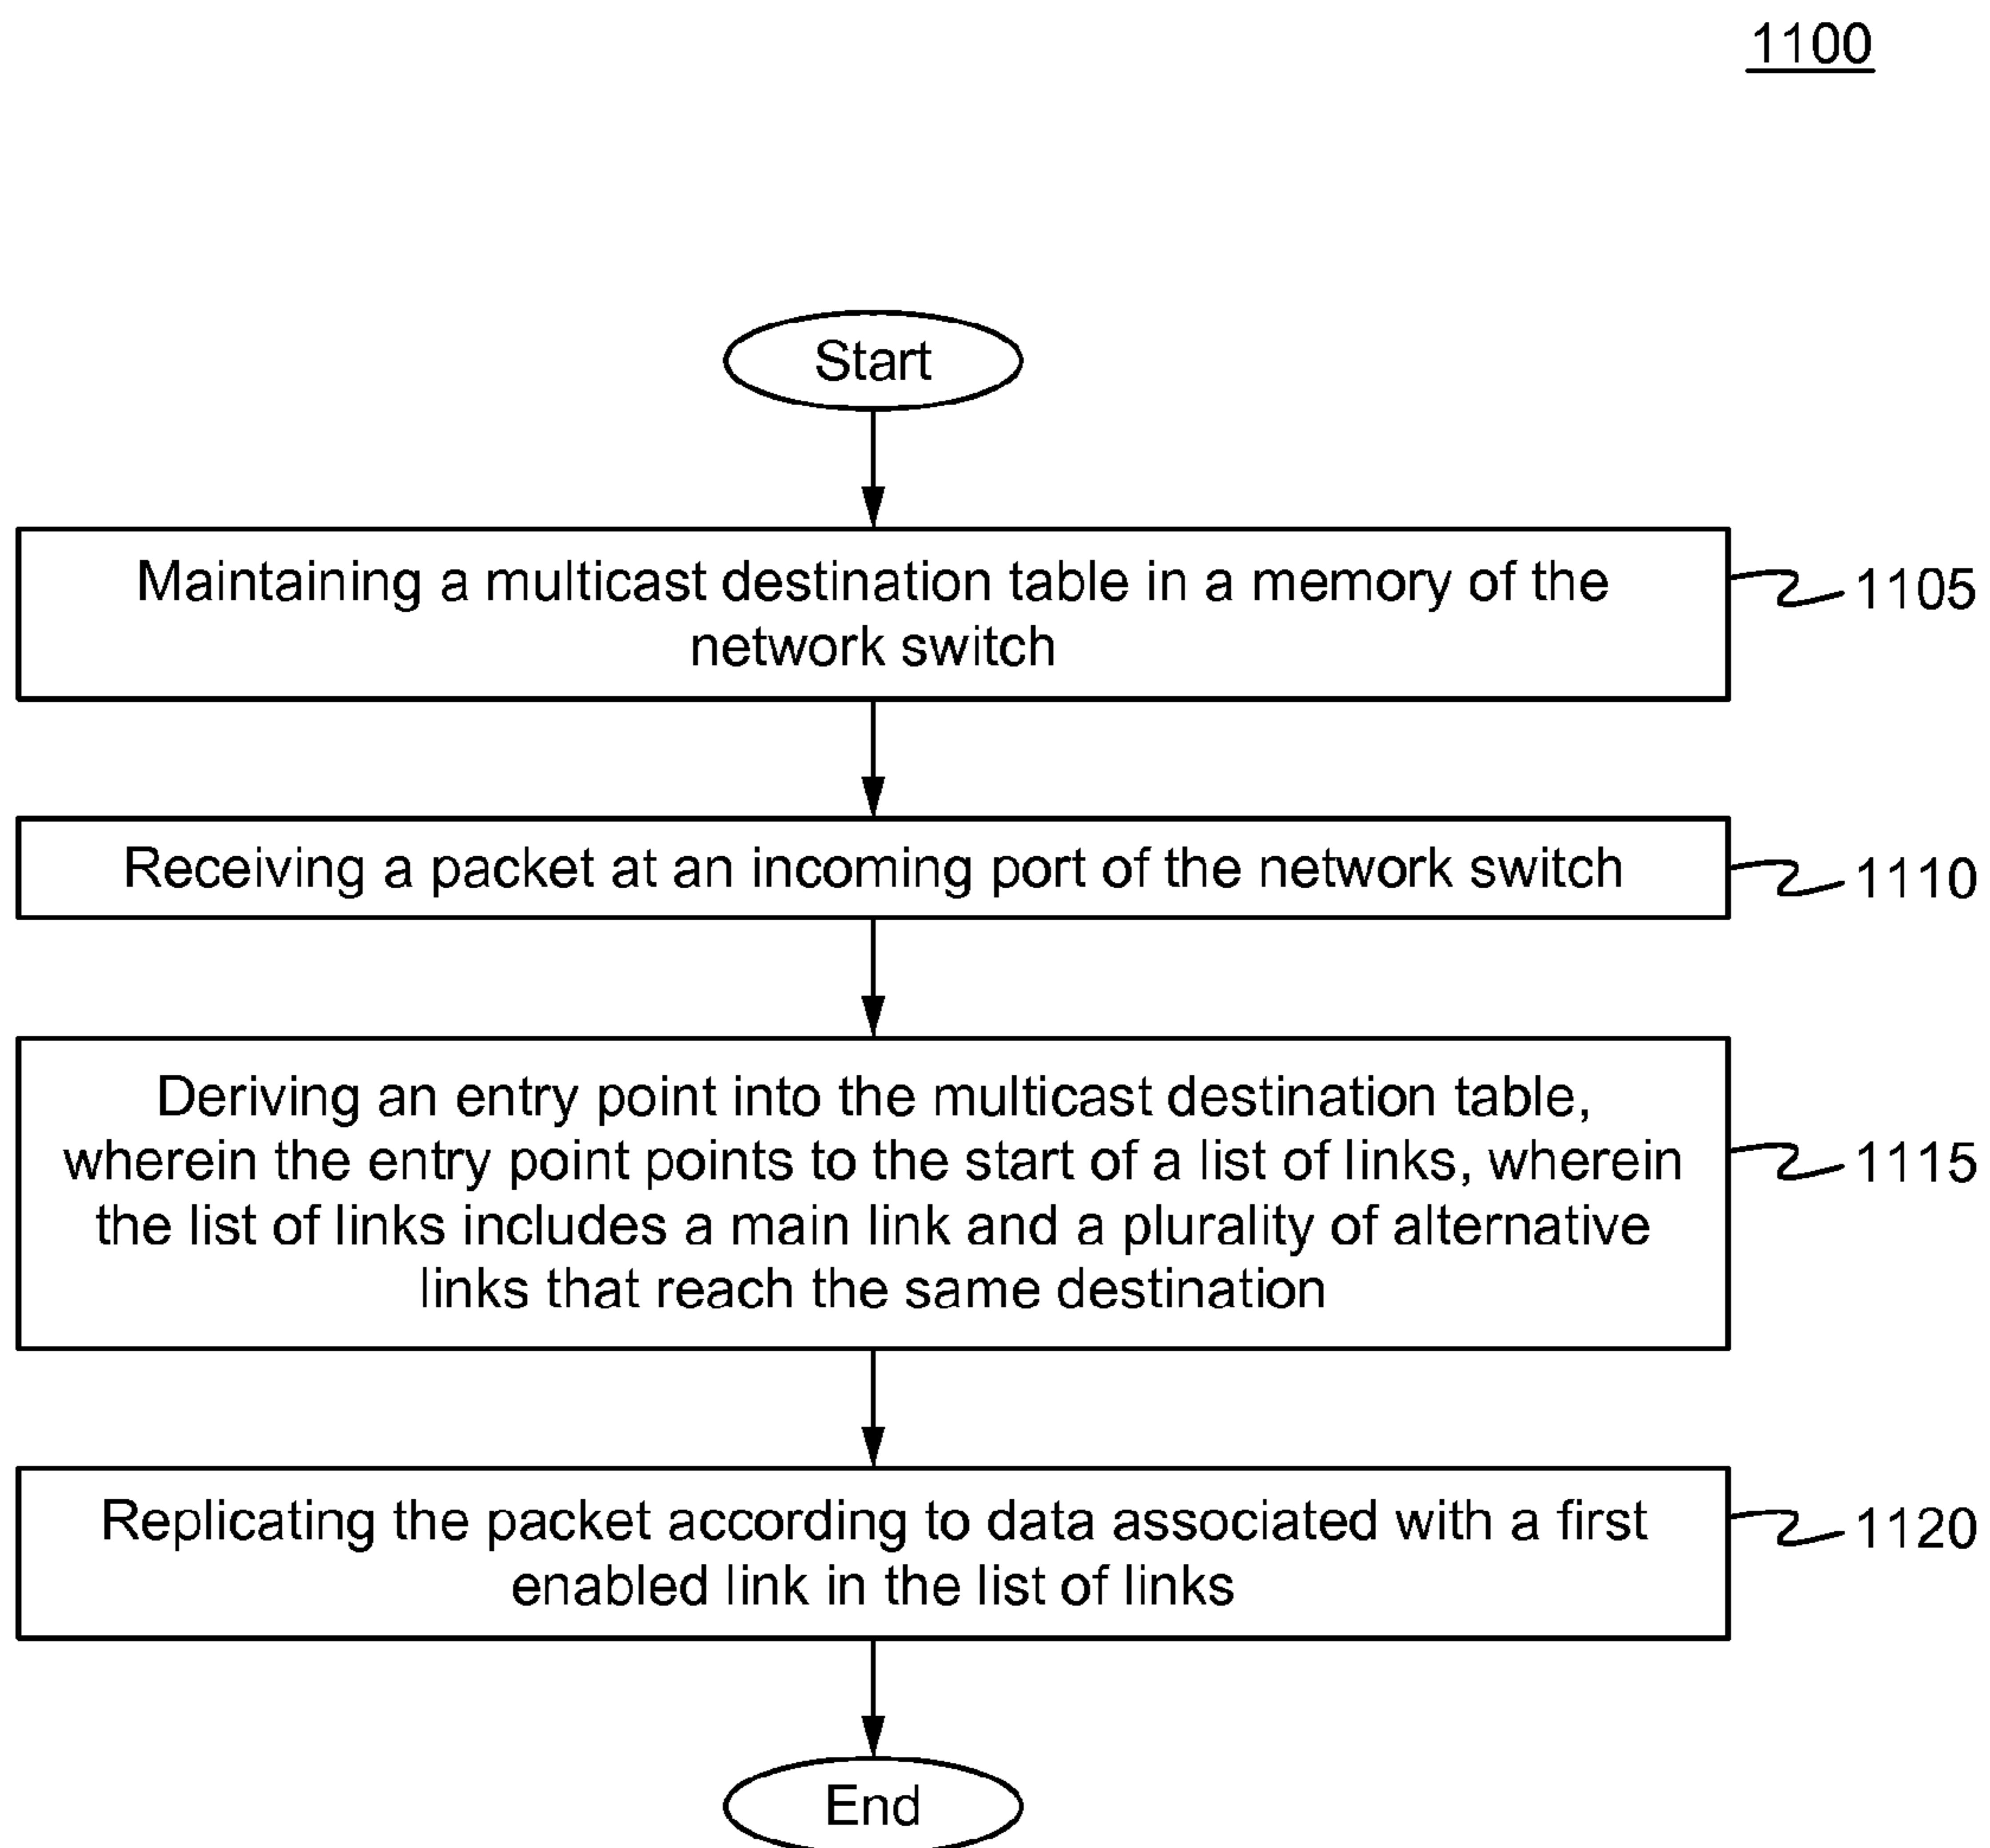 1100
Start
Maintaining a multicast destination table in a memory of the
network switch
1105
Receiving a packet at an incoming port of the network switch
1110
Deriving an entry point into the multicast destination table,
wherein the entry point points to the start of a list of links, wherein
the list of links includes a main link and a plurality of alternative
links that reach the same destination
1115
Replicating the packet according to data associated with a first
enabled link in the list of links
1120
End